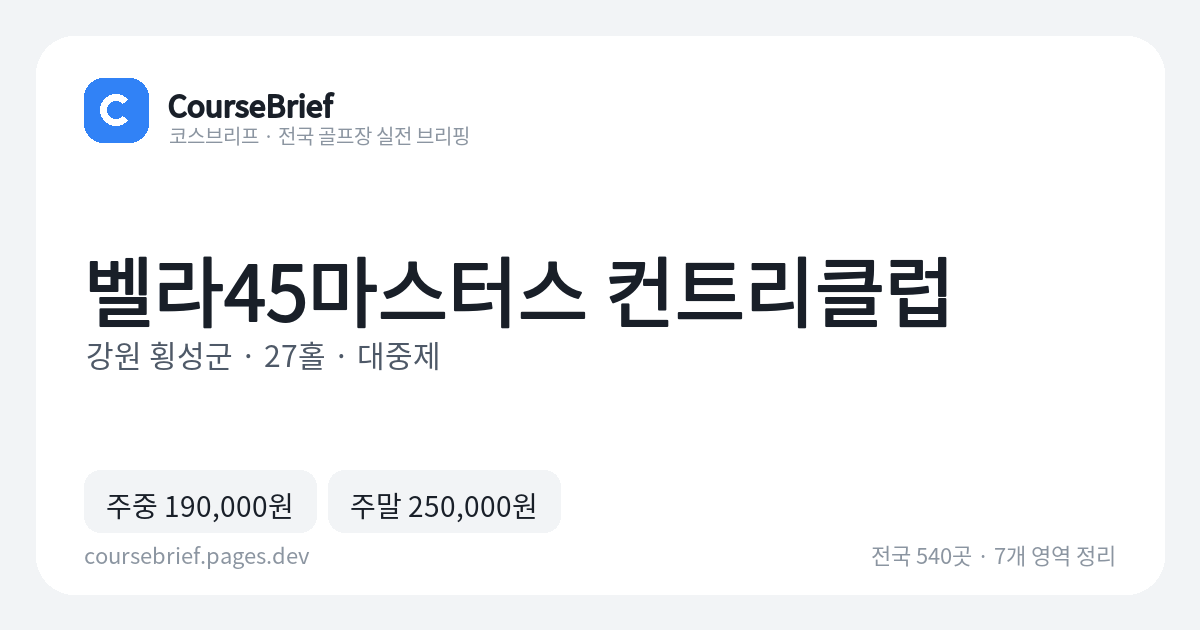 CourseBrief
코스브리프 · 전국 골프장 실전 브리핑
벨라45마스터스 컨트리클럽
강원 횡성군 · 27홀 · 대중제
주중 190,000원 주말 250,000원
coursebrief.pages.dev 전국 540곳 · 7개 영역 정리